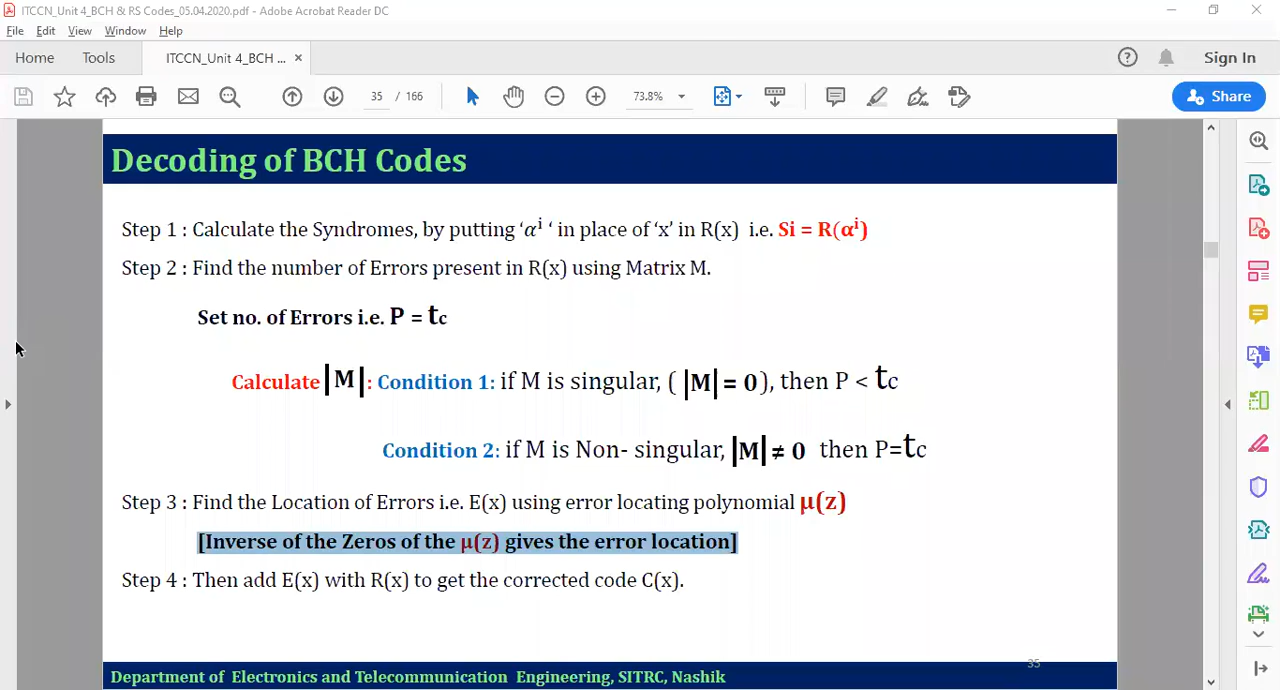 ITCCN_Unit 4_BCH & RS Codes_05.04.2020.pdf - Adobe Acrobat Reader DC
File Edit View Window Help
Home Tools ITCCN_Unit 4_BCH ... × Sign In
35 / 166 73.8% Share
Decoding of BCH Codes
Step 1 : Calculate the Syndromes, by putting ‘αⁱ ‘ in place of ‘x’ in R(x) i.e. Si = R(αⁱ)
Step 2 : Find the number of Errors present in R(x) using Matrix M.
Set no. of Errors i.e. P = tc
Calculate |M|: Condition 1: if M is singular, ( |M| = 0), then P < tc
Condition 2: if M is Non- singular, |M| ≠ 0 then P=tc
Step 3 : Find the Location of Errors i.e. E(x) using error locating polynomial μ(z)
[Inverse of the Zeros of the μ(z) gives the error location]
Step 4 : Then add E(x) with R(x) to get the corrected code C(x).
35
Department of Electronics and Telecommunication Engineering, SITRC, Nashik